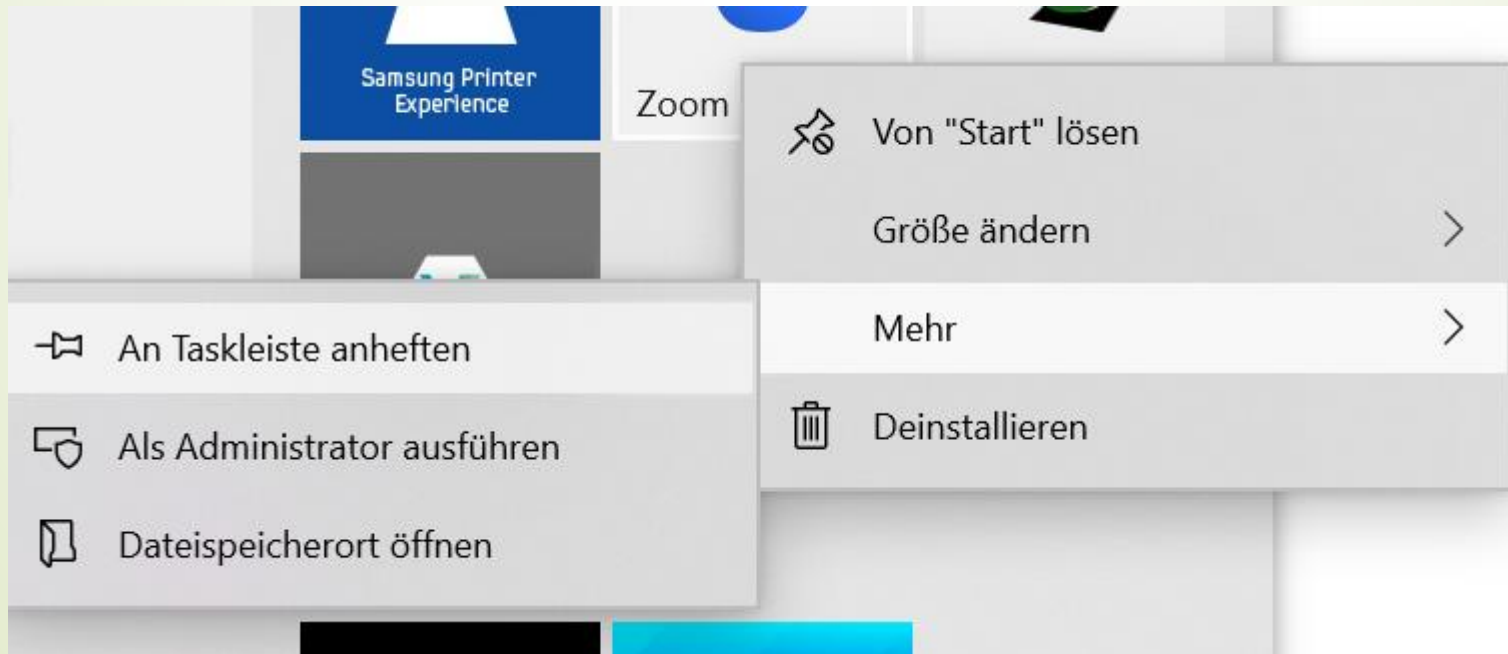 Samsung Printer
Experience
Zoom
Von "Start" lösen
Größe ändern
Mehr
Deinstallieren
An Taskleiste anheften
Als Administrator ausführen
Dateispeicherort öffnen